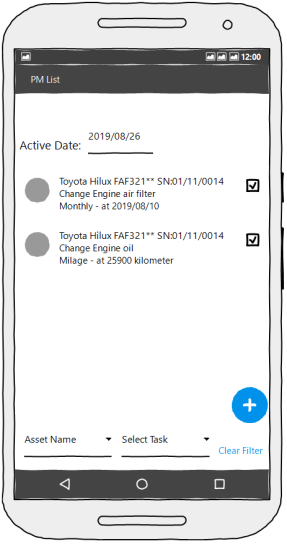 12:00
PM List
2019/08/26
Active Date:
Toyota Hilux FAF321** SN:01/11/0014
Change Engine air filter
Monthly - at 2019/08/10
Toyota Hilux FAF321** SN:01/11/0014
Change Engine oil
Milage - at 25900 kilometer
Asset Name
Select Task
Clear Filter